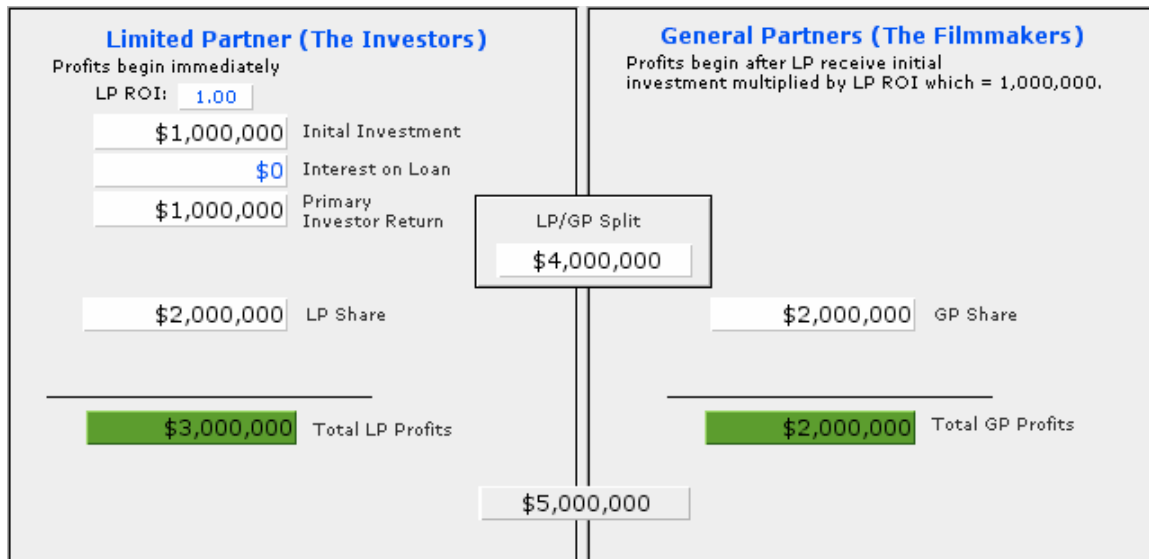 Limited Partner (The Investors)
Profits begin immediately
LP ROI: 1.00
$1,000,000 Inital Investment
$0 Interest on Loan
$1,000,000 Primary
Investor Return
LP/GP Split
$4,000,000
$2,000,000 LP Share
$3,000,000 Total LP Profits
General Partners (The Filmmakers)
Profits begin after LP receive initial
investment multiplied by LP ROI which = 1,000,000.
$2,000,000 GP Share
$2,000,000 Total GP Profits
$5,000,000